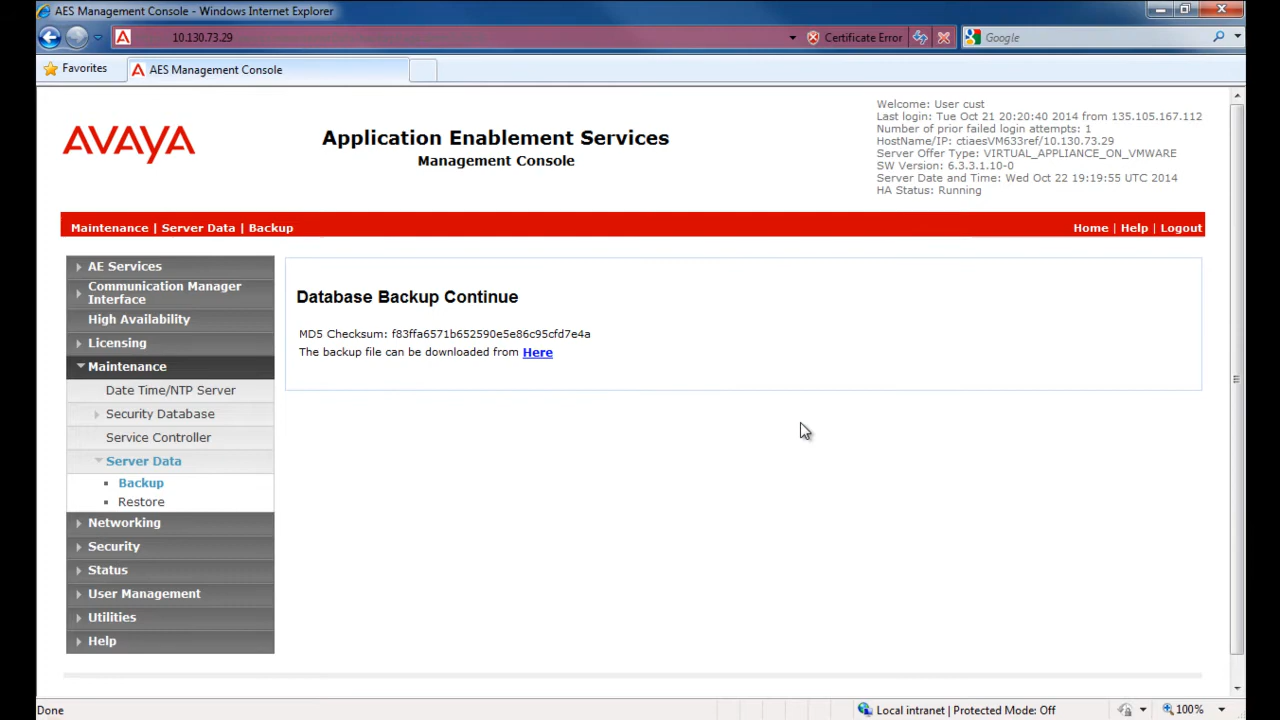 AES Management Console - Windows Internet Explorer
10.130.73.29
Certificate Error
Google
Favorites
AES Management Console
AVAYA
Application Enablement Services
Management Console
Welcome: User cust
Last login: Tue Oct 21 20:20:40 2014 from 135.105.167.112
Number of prior failed login attempts: 1
HostName/IP: ctiaesVM633ref/10.130.73.29
Server Offer Type: VIRTUAL_APPLIANCE_ON_VMWARE
SW Version: 6.3.3.1.10-0
Server Date and Time: Wed Oct 22 19:19:55 UTC 2014
HA Status: Running
Maintenance | Server Data | Backup
Home | Help | Logout
AE Services
Communication Manager
Interface
High Availability
Licensing
Maintenance
Date Time/NTP Server
Security Database
Service Controller
Server Data
Backup
Restore
Networking
Security
Status
User Management
Utilities
Help
Database Backup Continue
MD5 Checksum: f83ffa6571b652590e5e86c95cfd7e4a
The backup file can be downloaded from Here
Done
Local intranet | Protected Mode: Off
100%